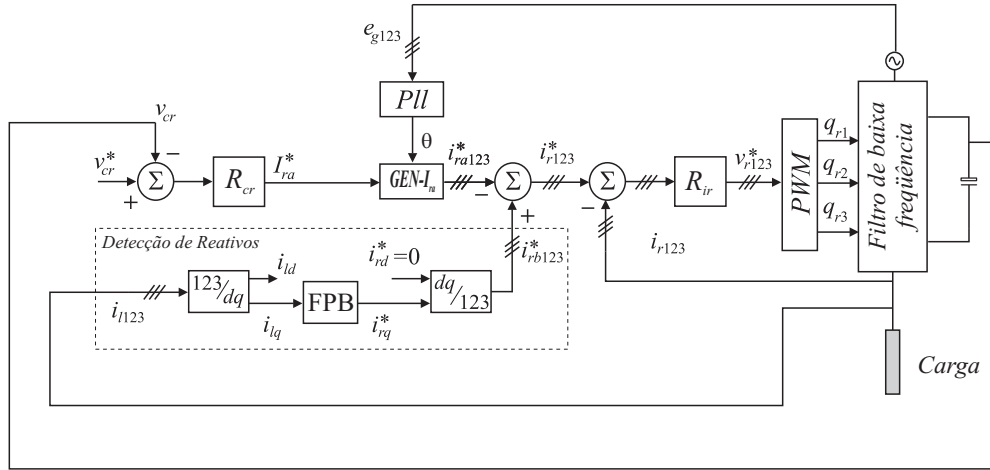 e_g123
Pll
θ
v_cr
−
v*_cr
+
Σ
R_cr
I*_ra
GEN-I_ra
i*_ra123
−
Σ
+
i*_r123
Σ
−
R_ir
v*_r123
PWM
q_r1
q_r2
q_r3
Filtro de baixa
freqüência
i_r123
Detecção de Reativos
i*_rb123
i_l123
123/dq
i_ld
i_lq
FPB
i*_rd=0
i*_rq
dq/123
Carga